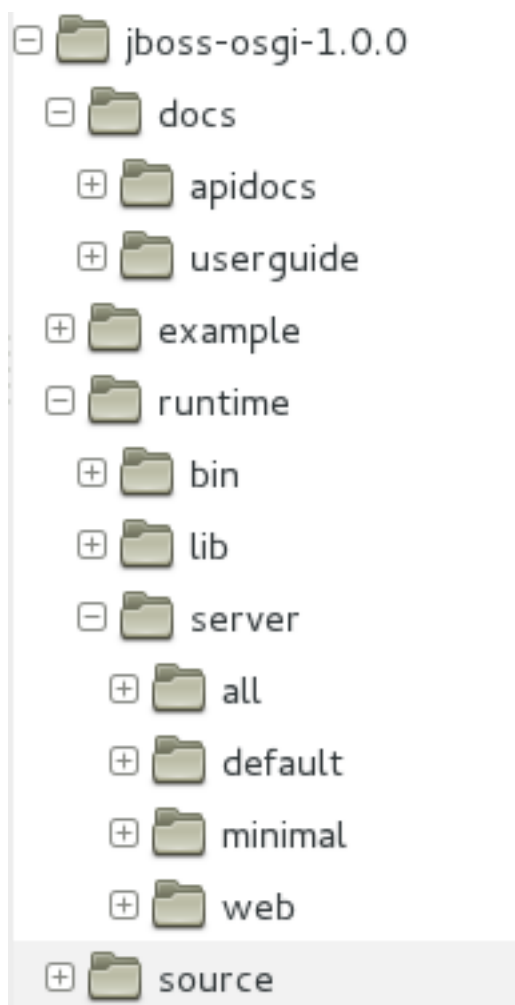 jboss-osgi-1.0.0
docs
apidocs
userguide
example
runtime
bin
lib
server
all
default
minimal
web
source